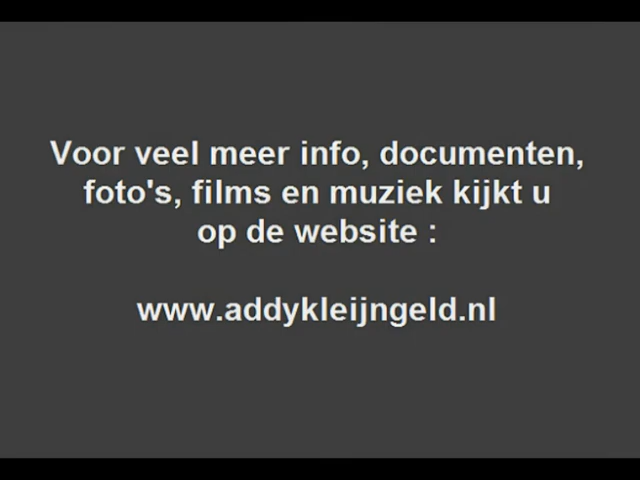 Voor veel meer info, documenten,
foto's, films en muziek kijkt u
op de website :
www.addykleijngeld.nl